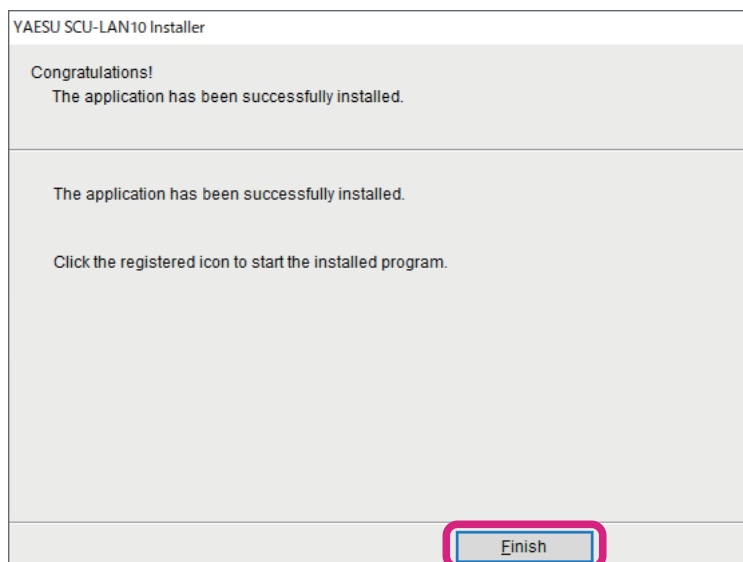 YAESU SCU-LAN10 Installer
Congratulations!
The application has been successfully installed.
The application has been successfully installed.
Click the registered icon to start the installed program.
Finish